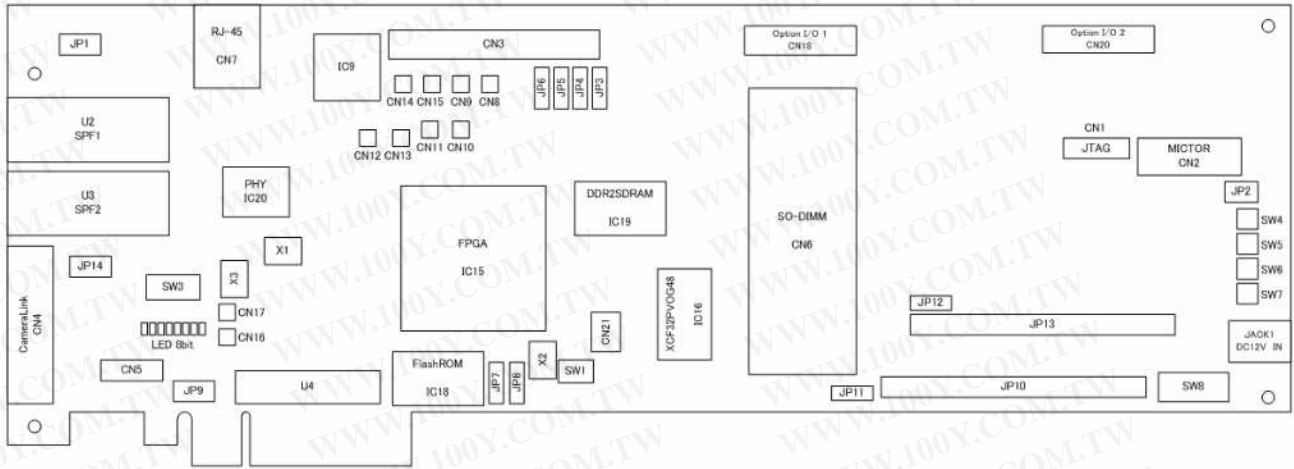 JP1
RJ-45
CN7
IC9
CN3
Option I/O 1
CN18
Option I/O 2
CN20
CN14 CN15 CN9 CN8
JP6
JP5
JP4
JP3
U2
SPF1
CN12 CN13 CN11 CN10
CN1
JTAG
MICTOR
CN2
PHY
IC20
U3
SPF2
DDR2SDRAM
IC19
JP2
SW4
SW5
SW6
SW7
SO-DIMM
CN6
FPGA
IC15
X1
JP14
SW3
X3
CN17
CN16
CameraLink
CN4
LED 8bit
XCF32PVOG48
IC16
CN21
JP12
JP13
JACK1
DC12V IN
CN5
JP9
U4
FlashROM
IC18
JP7
JP8
X2
SW1
JP11
JP10
SW8
WWW.100Y.COM.TW